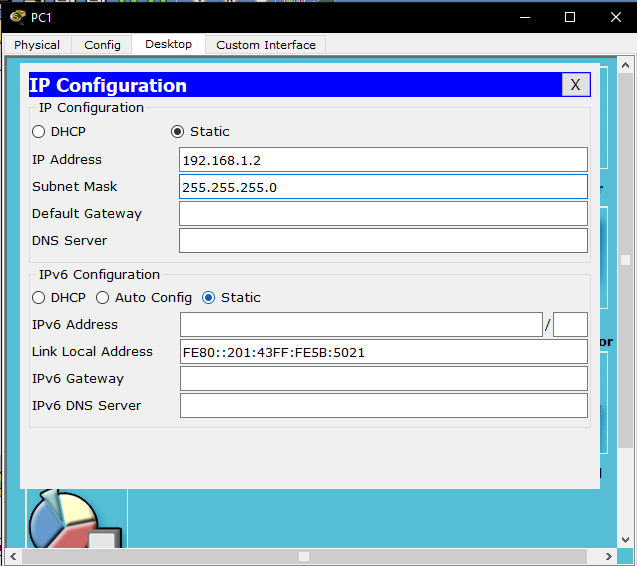 PC1
Physical Config Desktop Custom Interface
IP Configuration X
IP Configuration
DHCP Static
IP Address 192.168.1.2
Subnet Mask 255.255.255.0
Default Gateway
DNS Server
IPv6 Configuration
DHCP Auto Config Static
IPv6 Address /
Link Local Address FE80::201:43FF:FE5B:5021
IPv6 Gateway
IPv6 DNS Server